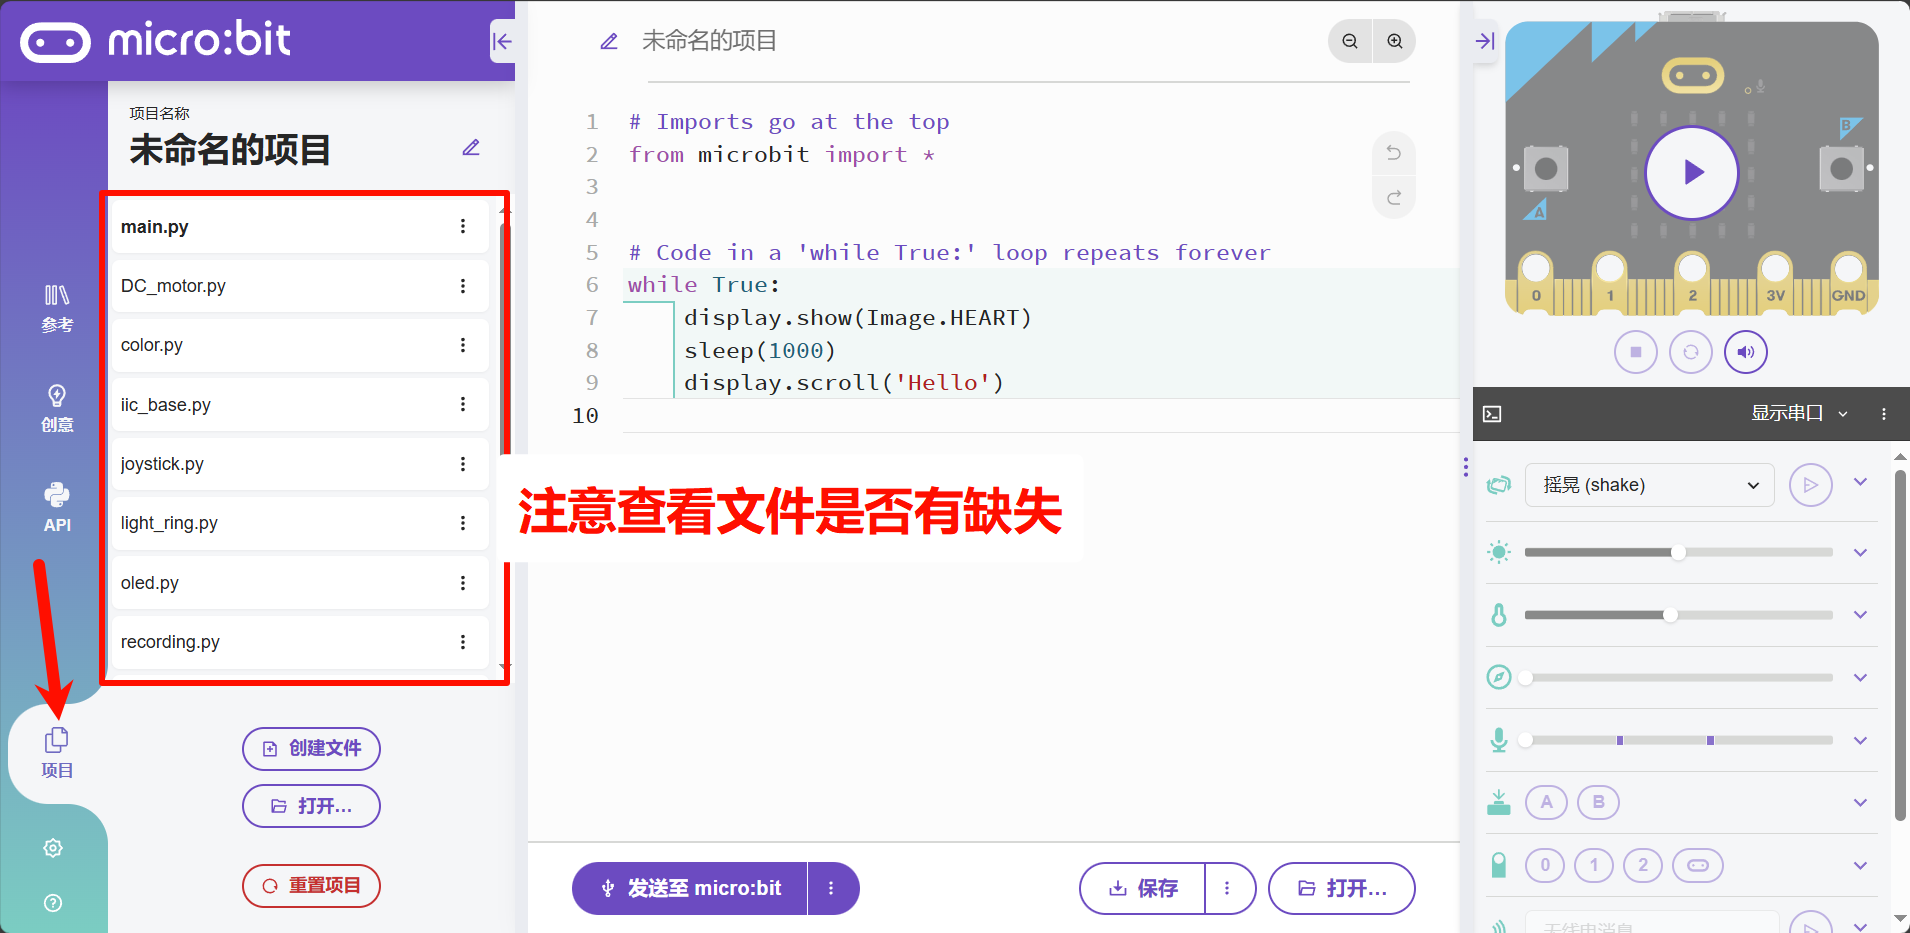 micro:bit
项目名称
未命名的项目
main.py
DC_motor.py
color.py
iic_base.py
joystick.py
light_ring.py
oled.py
recording.py
参考
创意
API
项目
创建文件
打开...
重置项目
未命名的项目
1 # Imports go at the top
2 from microbit import *
3
4
5 # Code in a 'while True:' loop repeats forever
6 while True:
7 display.show(Image.HEART)
8 sleep(1000)
9 display.scroll('Hello')
10
注意查看文件是否有缺失
发送至 micro:bit
保存
打开...
B
A
0 1 2 3V GND
显示串口
摇晃 (shake)
A B
0 1 2
无线电消息